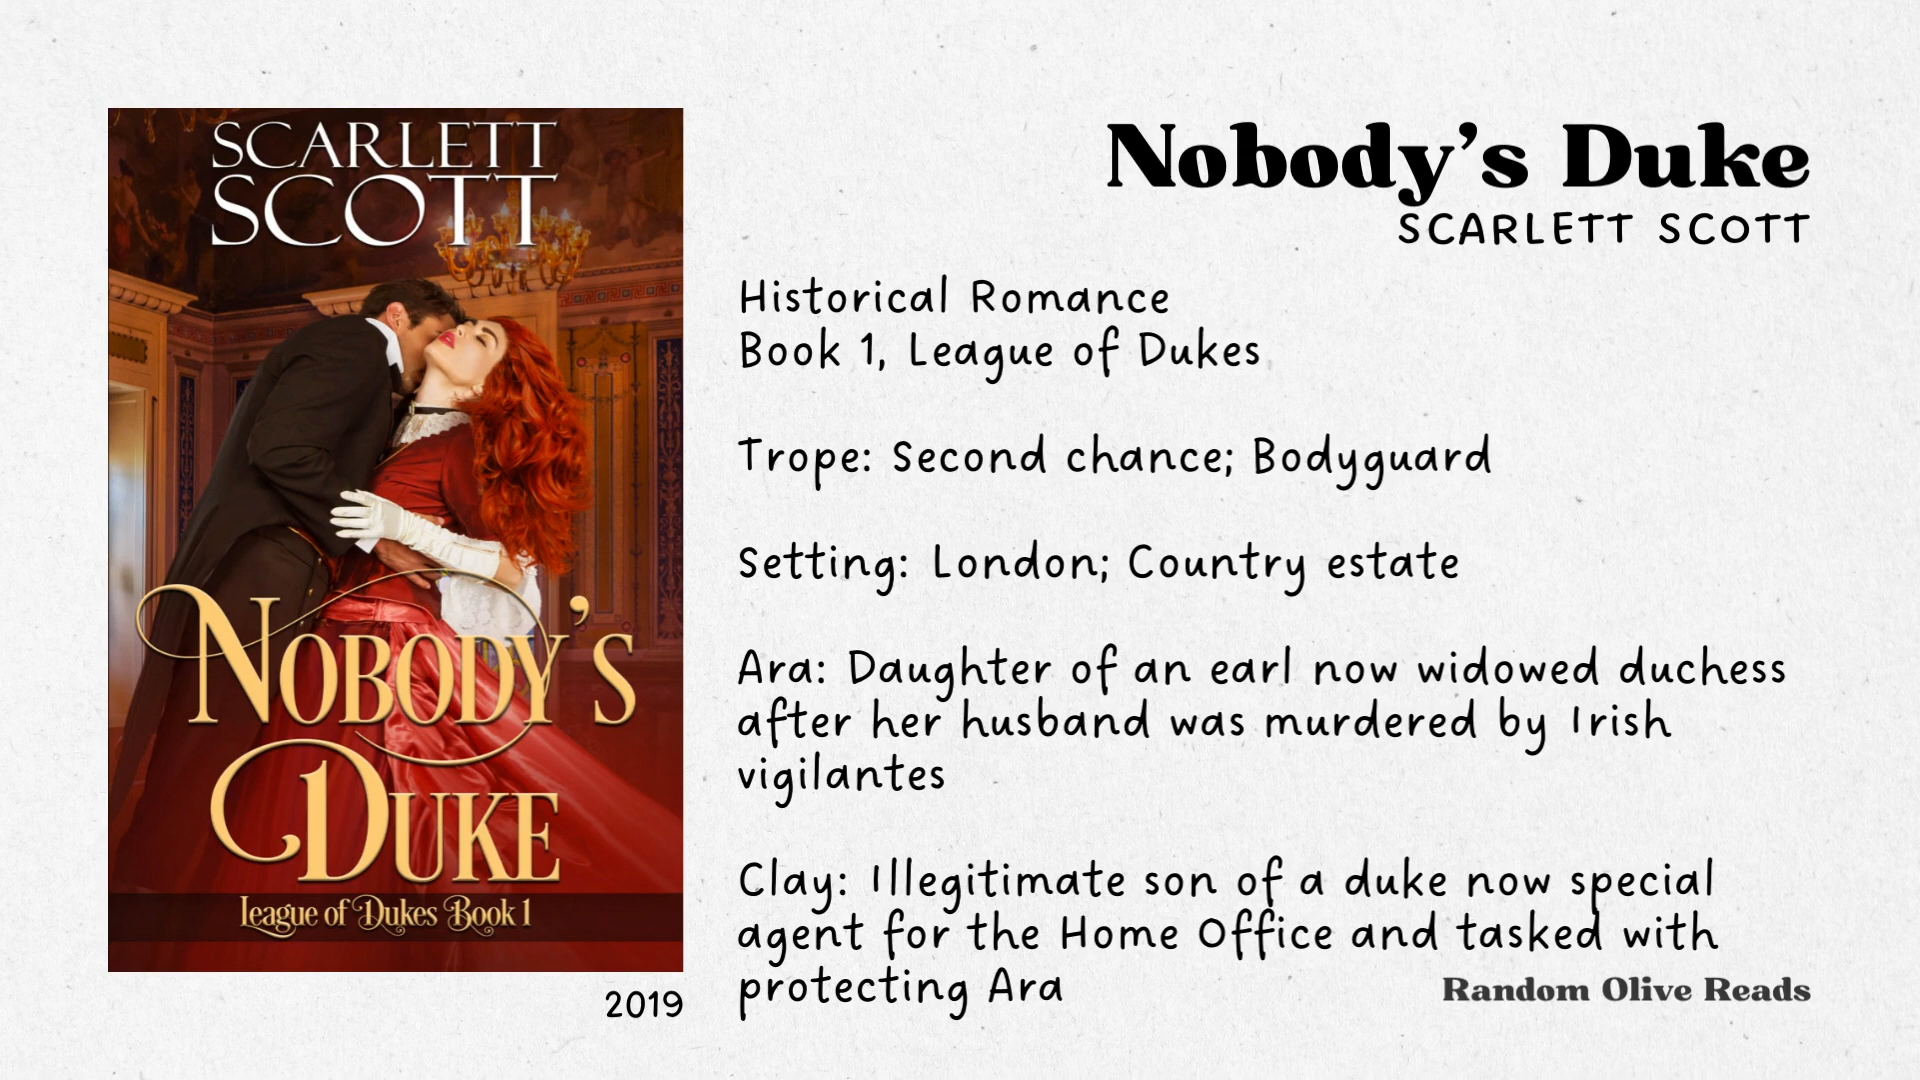 SCARLETT
SCOTT
NOBODY'S
DUKE
League of Dukes Book 1
2019
Nobody's Duke
SCARLETT SCOTT
Historical Romance
Book 1, League of Dukes
Trope: Second chance; Bodyguard
Setting: London; Country estate
Ara: Daughter of an earl now widowed duchess
after her husband was murdered by Irish
vigilantes
Clay: Illegitimate son of a duke now special
agent for the Home Office and tasked with
protecting Ara
Random Olive Reads